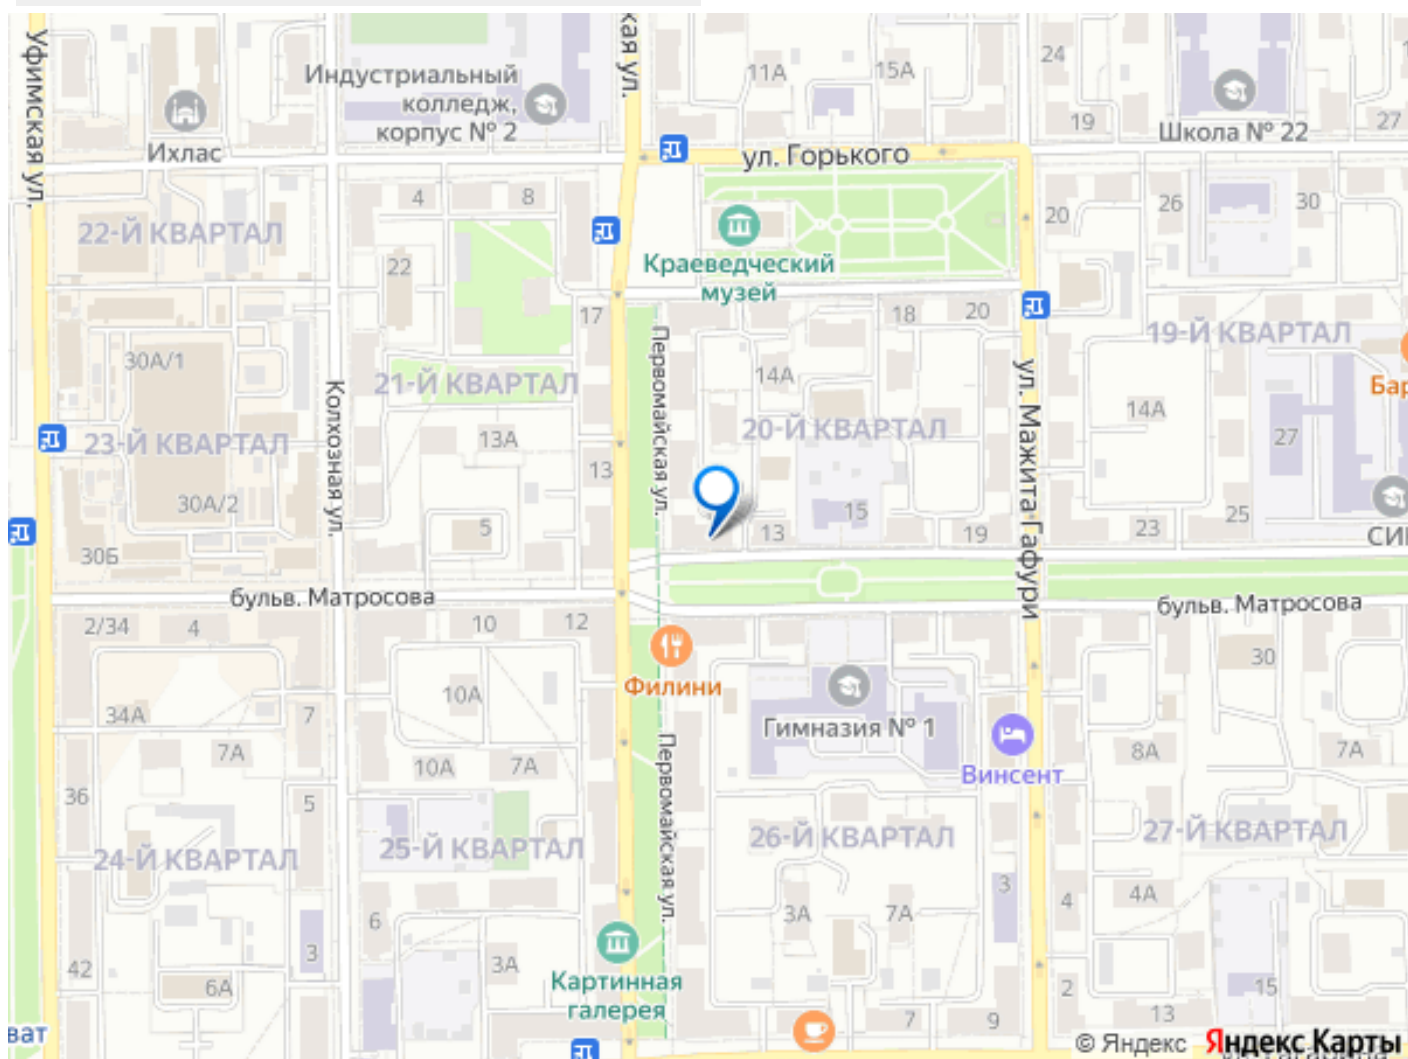 Уфимская ул.
кая ул.
Индустриальный
колледж,
корпус № 2
11А
15А
24
19
Школа № 22
27
Ихлас
ул. Горького
4
8
22-Й КВАРТАЛ
22
Краеведческий
музей
20
26
30
17
18
20
19-Й КВАРТАЛ
30А/1
21-Й КВАРТАЛ
Первомайская ул.
14А
ул. Мажита Гафури
Бар
14А
Колхозная ул.
23-Й КВАРТАЛ
13А
13
20-Й КВАРТАЛ
27
30А/2
5
15
13
19
23
25
СИ
30Б
бульв. Матросова
бульв. Матросова
2/34
4
10
12
Филини
30
10А
34А
7
7А
10А
7А
Гимназия № 1
Винсент
8А
7А
36
5
Первомайская ул.
24-Й КВАРТАЛ
25-Й КВАРТАЛ
26-Й КВАРТАЛ
27-Й КВАРТАЛ
6
3А
7А
3
4
4А
42
3
6А
3А
Картинная
галерея
2
15
13
7
9
ват
© Яндекс Яндекс Карты